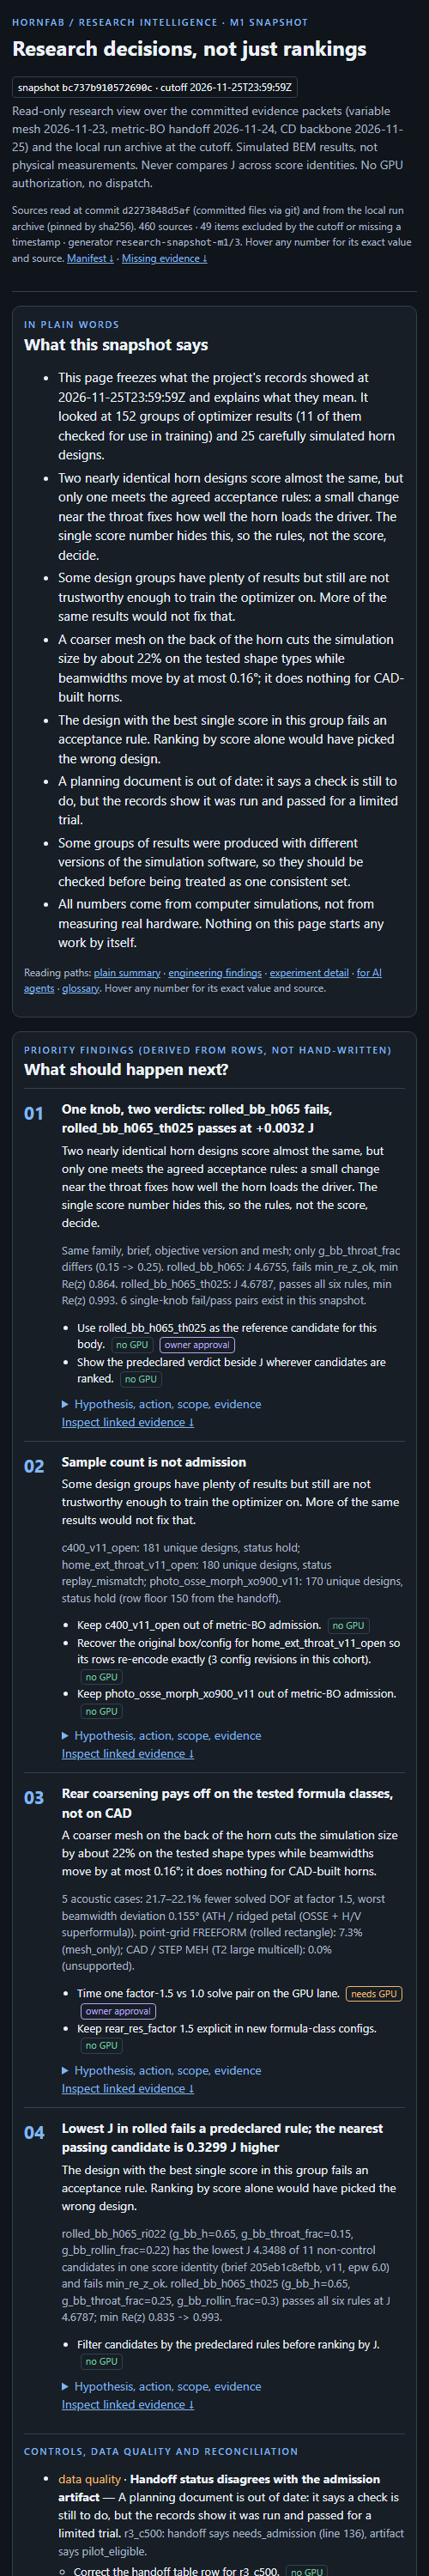 HORNFAB / RESEARCH INTELLIGENCE · M1 SNAPSHOT
Research decisions, not just rankings
snapshot bc737b910572690c · cutoff 2026-11-25T23:59:59Z
Read-only research view over the committed evidence packets (variable
mesh 2026-11-23, metric-BO handoff 2026-11-24, CD backbone 2026-11-
25) and the local run archive at the cutoff. Simulated BEM results, not
physical measurements. Never compares J across score identities. No GPU
authorization, no dispatch.
Sources read at commit d2273848d5af (committed files via git) and from the local run
archive (pinned by sha256). 460 sources · 49 items excluded by the cutoff or missing a
timestamp · generator research-snapshot-m1/3. Hover any number for its exact value
and source. Manifest ↓ · Missing evidence ↓
IN PLAIN WORDS
What this snapshot says
• This page freezes what the project's records showed at
2026-11-25T23:59:59Z and explains what they mean. It
looked at 152 groups of optimizer results (11 of them
checked for use in training) and 25 carefully simulated horn
designs.
• Two nearly identical horn designs score almost the same, but
only one meets the agreed acceptance rules: a small change
near the throat fixes how well the horn loads the driver. The
single score number hides this, so the rules, not the score,
decide.
• Some design groups have plenty of results but still are not
trustworthy enough to train the optimizer on. More of the
same results would not fix that.
• A coarser mesh on the back of the horn cuts the simulation
size by about 22% on the tested shape types while
beamwidths move by at most 0.16°; it does nothing for CAD-
built horns.
• The design with the best single score in this group fails an
acceptance rule. Ranking by score alone would have picked
the wrong design.
• A planning document is out of date: it says a check is still to
do, but the records show it was run and passed for a limited
trial.
• Some groups of results were produced with different
versions of the simulation software, so they should be
checked before being treated as one consistent set.
• All numbers come from computer simulations, not from
measuring real hardware. Nothing on this page starts any
work by itself.
Reading paths: plain summary · engineering findings · experiment detail · for AI
agents · glossary. Hover any number for its exact value and source.
PRIORITY FINDINGS (DERIVED FROM ROWS, NOT HAND-WRITTEN)
What should happen next?
01 One knob, two verdicts: rolled_bb_h065 fails,
rolled_bb_h065_th025 passes at +0.0032 J
Two nearly identical horn designs score almost the same, but
only one meets the agreed acceptance rules: a small change
near the throat fixes how well the horn loads the driver. The
single score number hides this, so the rules, not the score,
decide.
Same family, brief, objective version and mesh; only g_bb_throat_frac
differs (0.15 -> 0.25). rolled_bb_h065: J 4.6755, fails min_re_z_ok, min
Re(z) 0.864. rolled_bb_h065_th025: J 4.6787, passes all six rules, min
Re(z) 0.993. 6 single-knob fail/pass pairs exist in this snapshot.
• Use rolled_bb_h065_th025 as the reference candidate for this
body. no GPU owner approval
• Show the predeclared verdict beside J wherever candidates are
ranked. no GPU
▶ Hypothesis, action, scope, evidence
Inspect linked evidence ↓
02 Sample count is not admission
Some design groups have plenty of results but still are not
trustworthy enough to train the optimizer on. More of the same
results would not fix that.
c400_v11_open: 181 unique designs, status hold;
home_ext_throat_v11_open: 180 unique designs, status
replay_mismatch; photo_osse_morph_xo900_v11: 170 unique designs,
status hold (row floor 150 from the handoff).
• Keep c400_v11_open out of metric-BO admission. no GPU
• Recover the original box/config for home_ext_throat_v11_open so
its rows re-encode exactly (3 config revisions in this cohort).
no GPU
• Keep photo_osse_morph_xo900_v11 out of metric-BO admission.
no GPU
▶ Hypothesis, action, scope, evidence
Inspect linked evidence ↓
03 Rear coarsening pays off on the tested formula classes,
not on CAD
A coarser mesh on the back of the horn cuts the simulation size
by about 22% on the tested shape types while beamwidths
move by at most 0.16°; it does nothing for CAD-built horns.
5 acoustic cases: 21.7–22.1% fewer solved DOF at factor 1.5, worst
beamwidth deviation 0.155° (ATH / ridged petal (OSSE + H/V
superformula)). point-grid FREEFORM (rolled rectangle): 7.3%
(mesh_only); CAD / STEP MEH (T2 large multicell): 0.0%
(unsupported).
• Time one factor-1.5 vs 1.0 solve pair on the GPU lane. needs GPU
owner approval
• Keep rear_res_factor 1.5 explicit in new formula-class configs.
no GPU
▶ Hypothesis, action, scope, evidence
Inspect linked evidence ↓
04 Lowest J in rolled fails a predeclared rule; the nearest
passing candidate is 0.3299 J higher
The design with the best single score in this group fails an
acceptance rule. Ranking by score alone would have picked the
wrong design.
rolled_bb_h065_ri022 (g_bb_h=0.65, g_bb_throat_frac=0.15,
g_bb_rollin_frac=0.22) has the lowest J 4.3488 of 11 non-control
candidates in one score identity (brief 205eb1c8efbb, v11, epw 6.0)
and fails min_re_z_ok. rolled_bb_h065_th025 (g_bb_h=0.65,
g_bb_throat_frac=0.25, g_bb_rollin_frac=0.3) passes all six rules at J
4.6787; min Re(z) 0.835 -> 0.993.
• Filter candidates by the predeclared rules before ranking by J.
no GPU
▶ Hypothesis, action, scope, evidence
Inspect linked evidence ↓
CONTROLS, DATA QUALITY AND RECONCILIATION
• data quality · Handoff status disagrees with the admission
artifact — A planning document is out of date: it says a check is
still to do, but the records show it was run and passed for a
limited trial. r3_c500: handoff says needs_admission (line 136), artifact
says pilot_eligible.
◦ Correct the handoff table row for r3_c500. no GPU